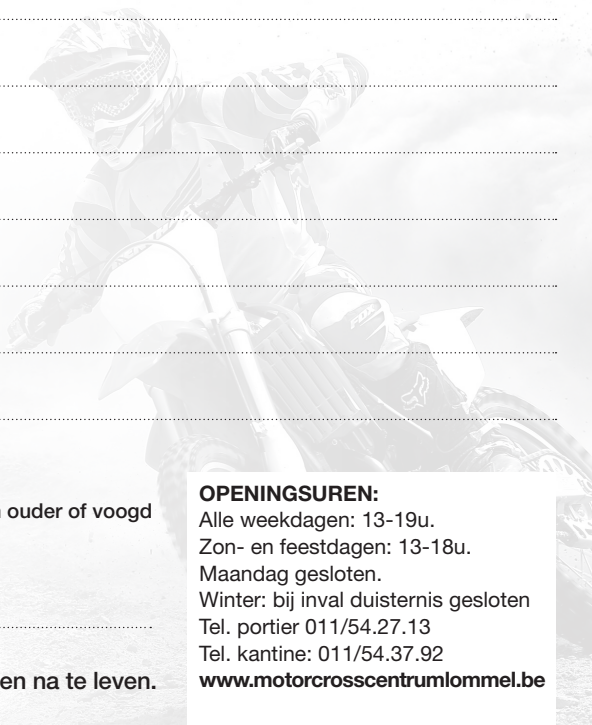 ouder of voogd
OPENINGSUREN:
Alle weekdagen: 13-19u.
Zon- en feestdagen: 13-18u.
Maandag gesloten.
Winter: bij inval duisternis gesloten
Tel. portier 011/54.27.13
Tel. kantine: 011/54.37.92
www.motorcrosscentrumlommel.be
en na te leven.
FOX